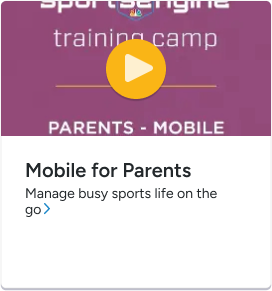 sportsengine
training camp
PARENTS - MOBILE
Mobile for Parents
Manage busy sports life on the
go